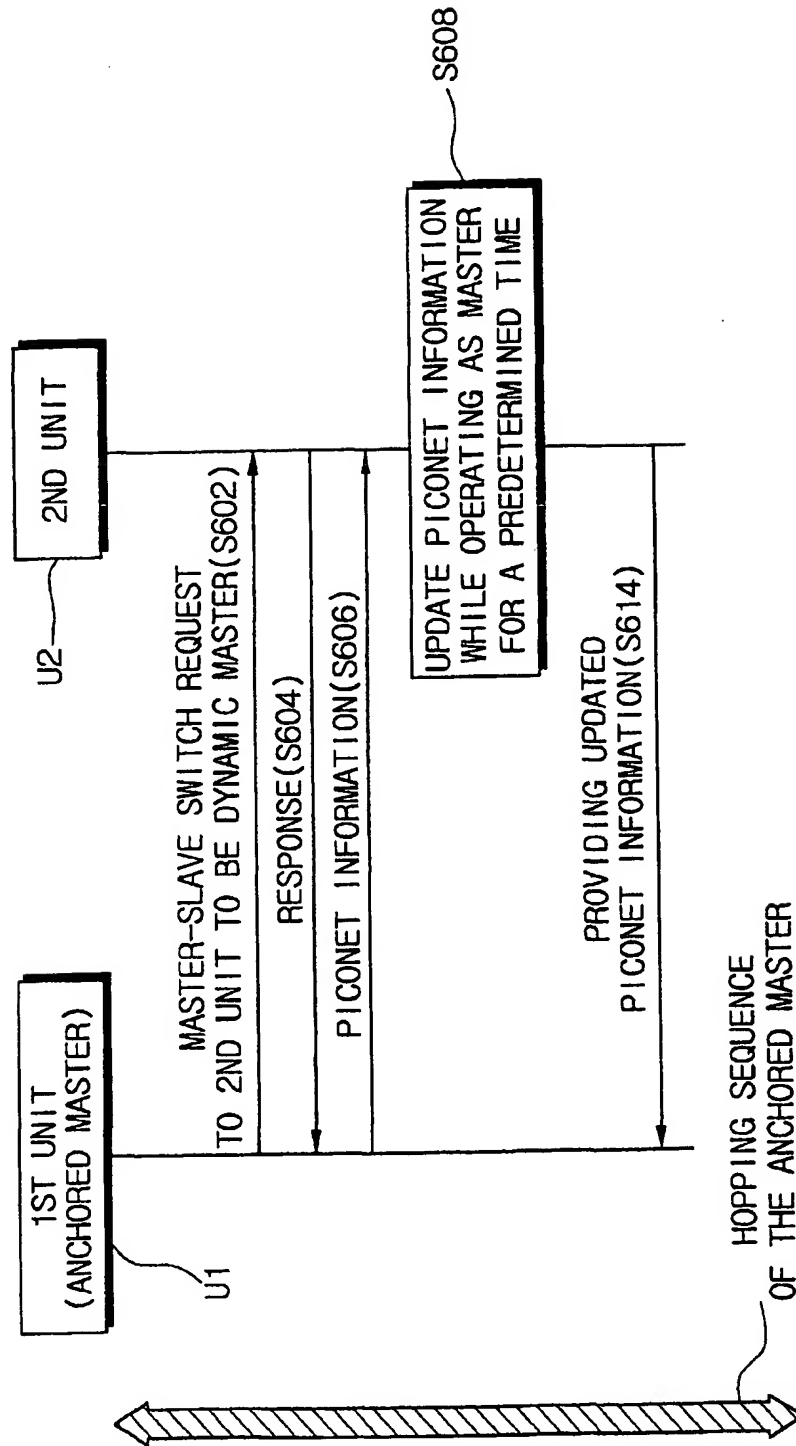 1ST UNIT
(ANCHORED MASTER)
U1
2ND UNIT
U2
MASTER-SLAVE SWITCH REQUEST
TO 2ND UNIT TO BE DYNAMIC MASTER(S602)
RESPONSE(S604)
PICONET INFORMATION(S606)
UPDATE PICONET INFORMATION
WHILE OPERATING AS MASTER
FOR A PREDETERMINED TIME
S608
PROVIDING UPDATED
PICONET INFORMATION(S614)
HOPPING SEQUENCE
OF THE ANCHORED MASTER